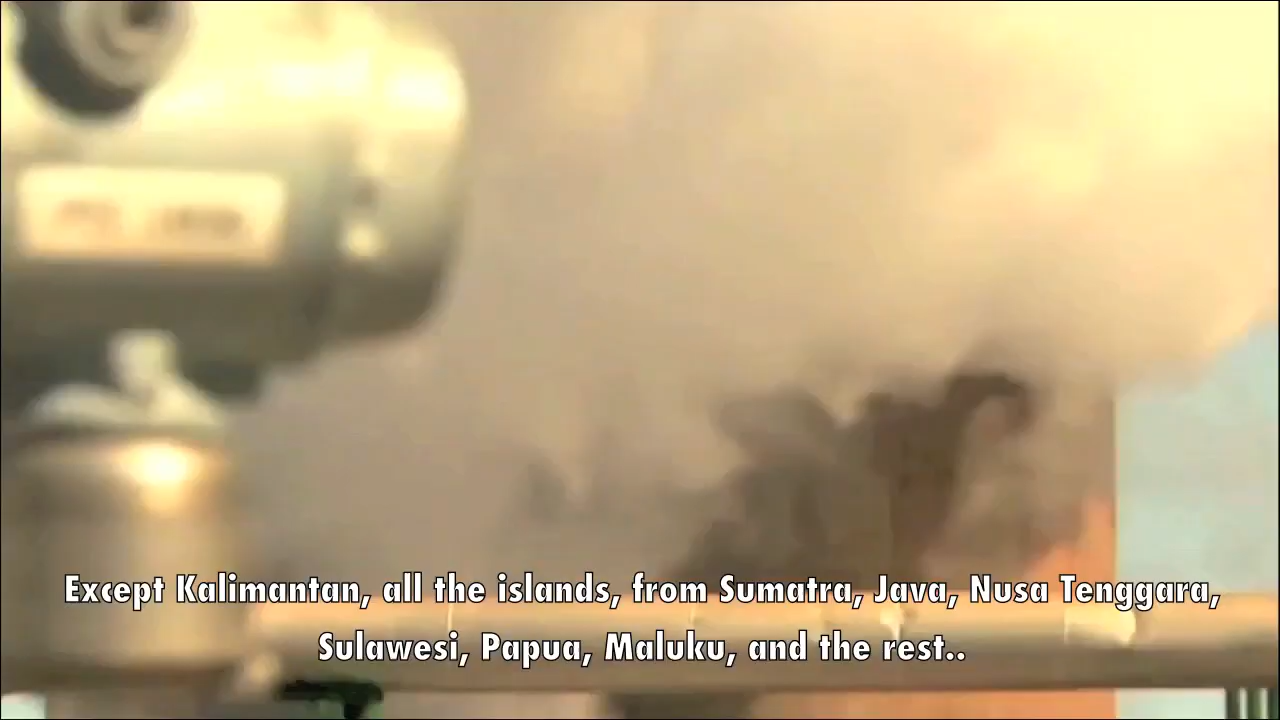 Except Kalimantan, all the islands, from Sumatra, Java, Nusa Tenggara,
Sulawesi, Papua, Maluku, and the rest..